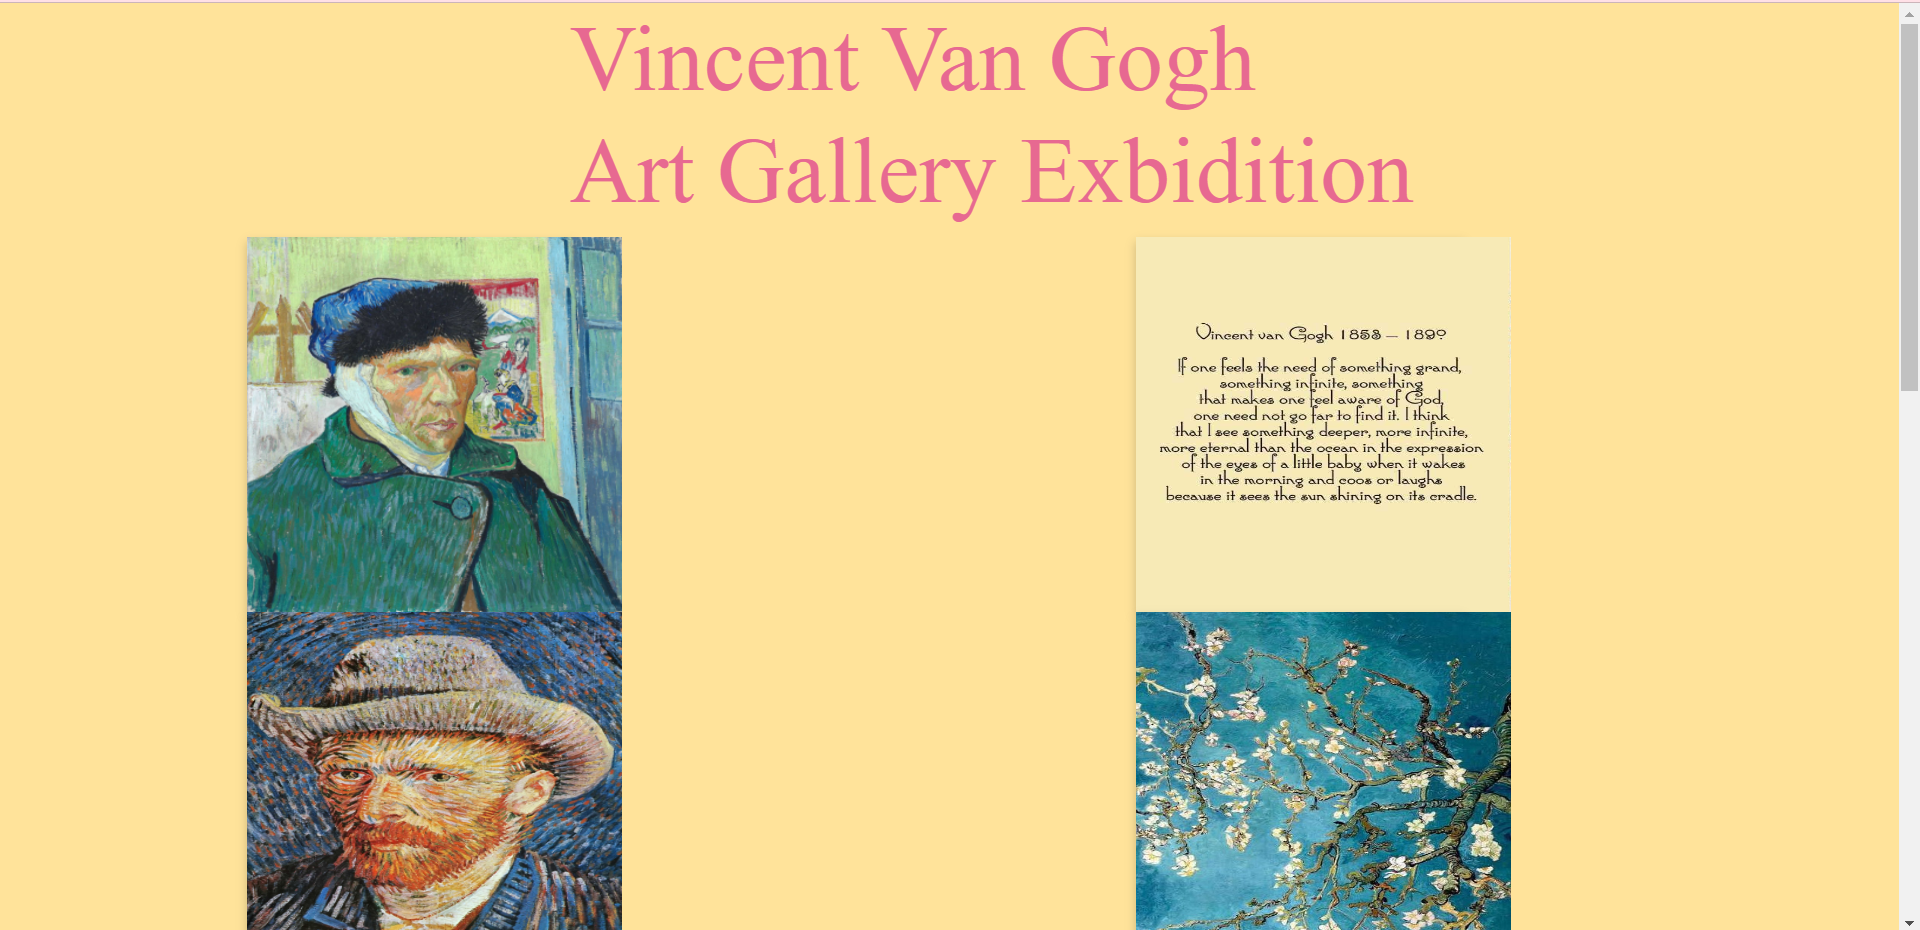 Vincent Van Gogh
Art Gallery Exbidition
Vincent van Gogh 1853 – 1890
If one feels the need of something grand,
something infinite, something
that makes one feel aware of God,
one need not go far to find it. I think
that I see something deeper, more infinite,
more eternal than the ocean in the expression
of the eyes of a little baby when it wakes
in the morning and coos or laughs
because it sees the sun shining on its cradle.